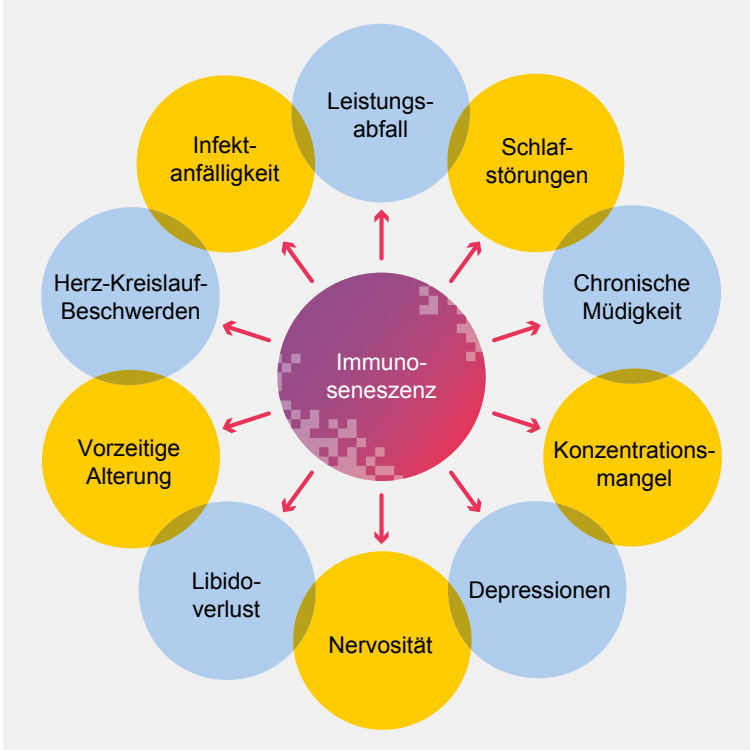 Leistungs-
abfall
Schlaf-
störungen
Chronische
Müdigkeit
Konzentrations-
mangel
Depressionen
Nervosität
Libido-
verlust
Vorzeitige
Alterung
Herz-Kreislauf-
Beschwerden
Infekt-
anfälligkeit
Immuno-
seneszenz